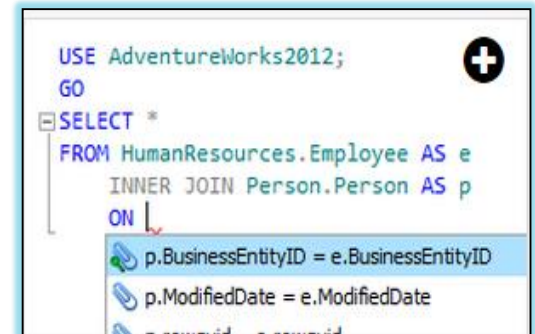 USE AdventureWorks2012;
GO
SELECT *
FROM HumanResources.Employee AS e
INNER JOIN Person.Person AS p
ON
p.BusinessEntityID = e.BusinessEntityID
p.ModifiedDate = e.ModifiedDate